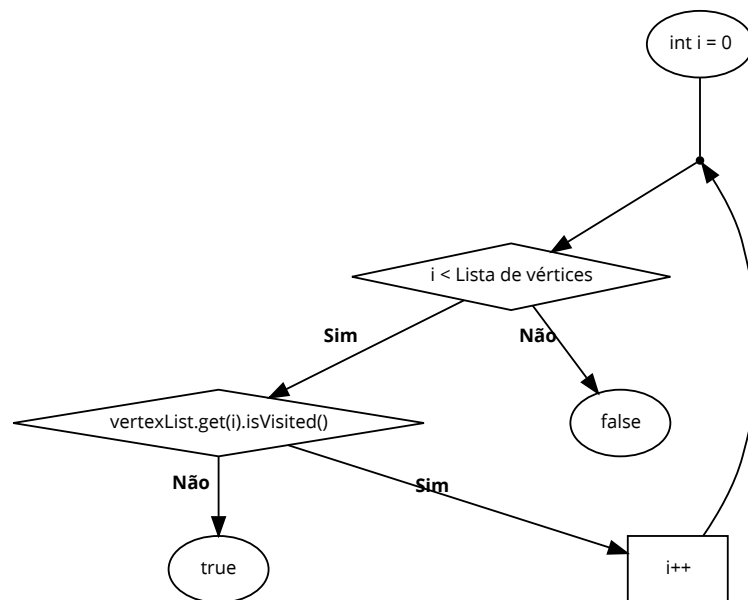 int i = 0
i < Lista de vértices
Sim
Não
vertexList.get(i).isVisited()
false
Não
Sim
true
i++